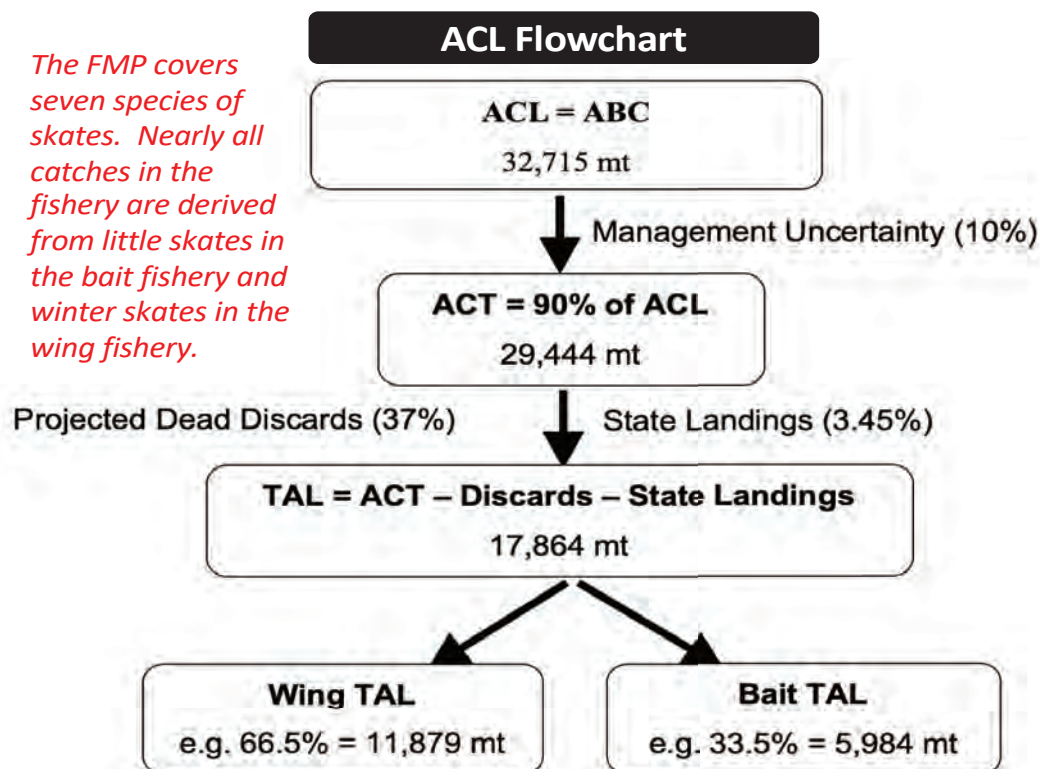 ACL Flowchart
The FMP covers
seven species of
skates. Nearly all
catches in the
fishery are derived
from little skates in
the bait fishery and
winter skates in the
wing fishery.
ACL = ABC
32,715 mt
Management Uncertainty (10%)
ACT = 90% of ACL
29,444 mt
Projected Dead Discards (37%)
State Landings (3.45%)
TAL = ACT – Discards – State Landings
17,864 mt
Wing TAL
e.g. 66.5% = 11,879 mt
Bait TAL
e.g. 33.5% = 5,984 mt